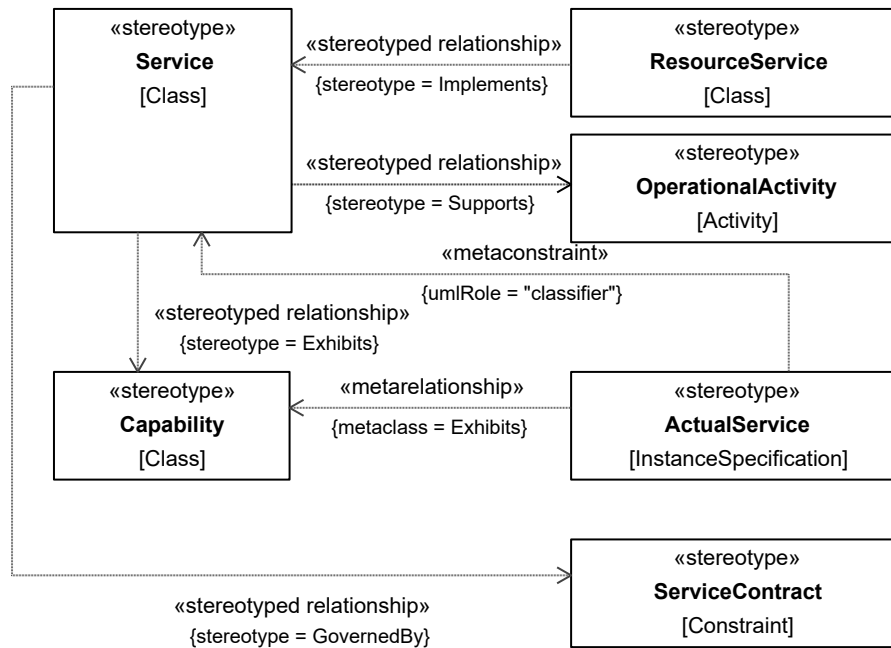 «stereotype»
Service
[Class]
«stereotyped relationship»
{stereotype = Implements}
«stereotype»
ResourceService
[Class]
«stereotyped relationship»
{stereotype = Supports}
«stereotype»
OperationalActivity
[Activity]
«metaconstraint»
{umlRole = "classifier"}
«stereotyped relationship»
{stereotype = Exhibits}
«stereotype»
Capability
[Class]
«metarelationship»
{metaclass = Exhibits}
«stereotype»
ActualService
[InstanceSpecification]
«stereotyped relationship»
{stereotype = GovernedBy}
«stereotype»
ServiceContract
[Constraint]